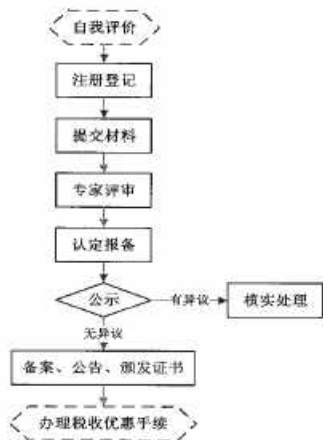 自我评价
注册登记
提交材料
专家评审
认定报备
公示
有异议
核实处理
无异议
备案、公告、颁发证书
办理税收优惠手续